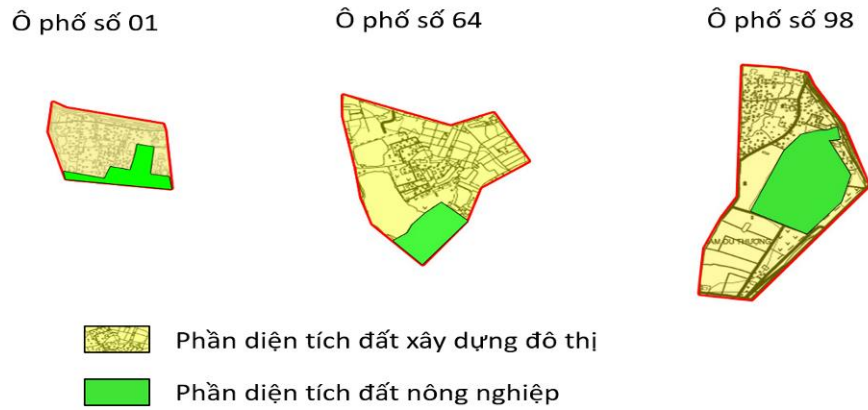 Ô phố số 01
Ô phố số 64
Ô phố số 98
Phần diện tích đất xây dựng đô thị
Phần diện tích đất nông nghiệp